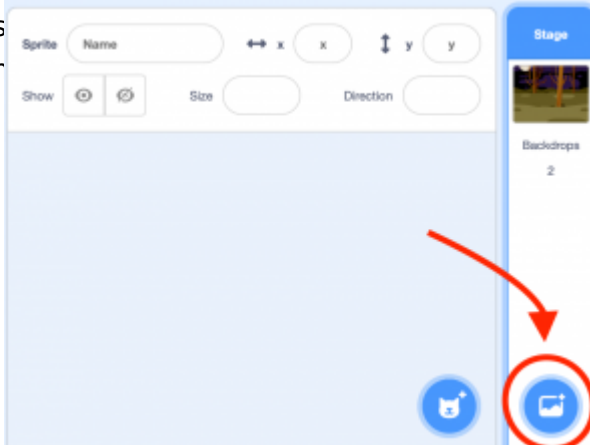 Sprite Name x x y y
Show Size Direction
Stage
Backdrops
2